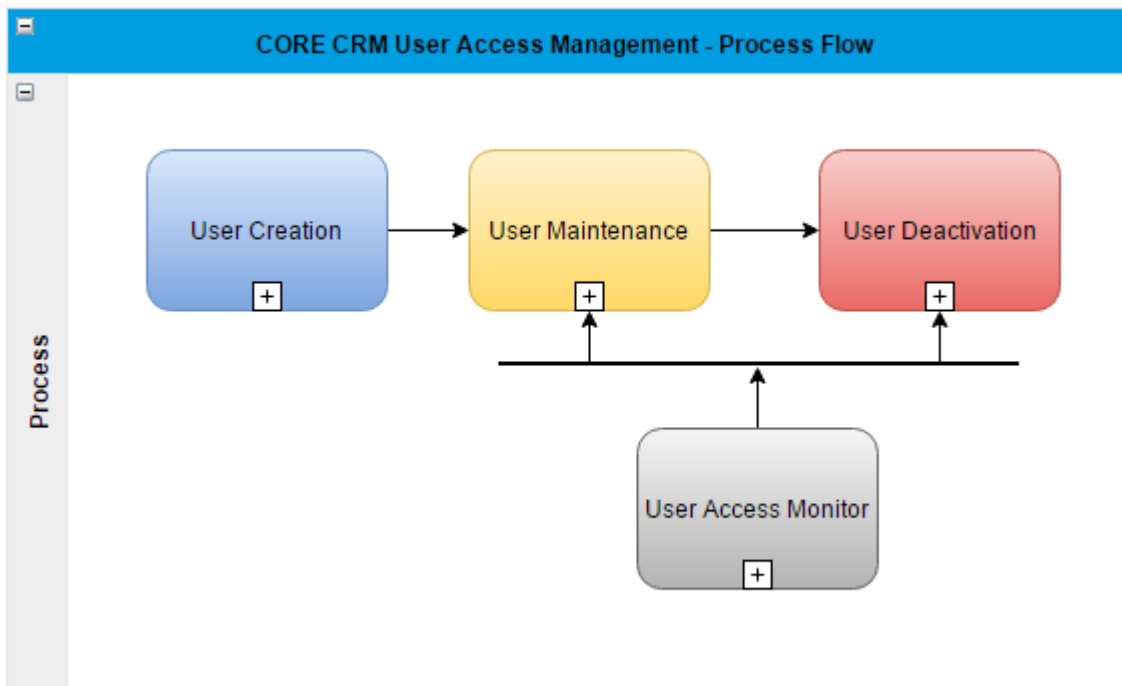 CORE CRM User Access Management - Process Flow
Process
User Creation
User Maintenance
User Deactivation
User Access Monitor